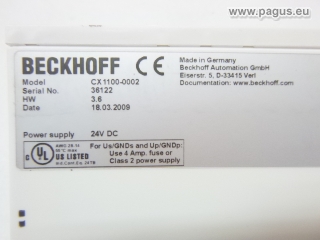 www.pagus.eu
BECKHOFF CE
Made in Germany
Beckhoff Automation GmbH
Eiserstr. 5, D-33415 Verl
Documentation: www.beckhoff.com
Model CX1100-0002
Serial No. 36122
HW 3.6
Date 18.03.2009
Power supply 24V DC
For Us/GNDs and Up/GNDp:
Use 4 Amp. fuse or
Class 2 power supply
C UL
US LISTED